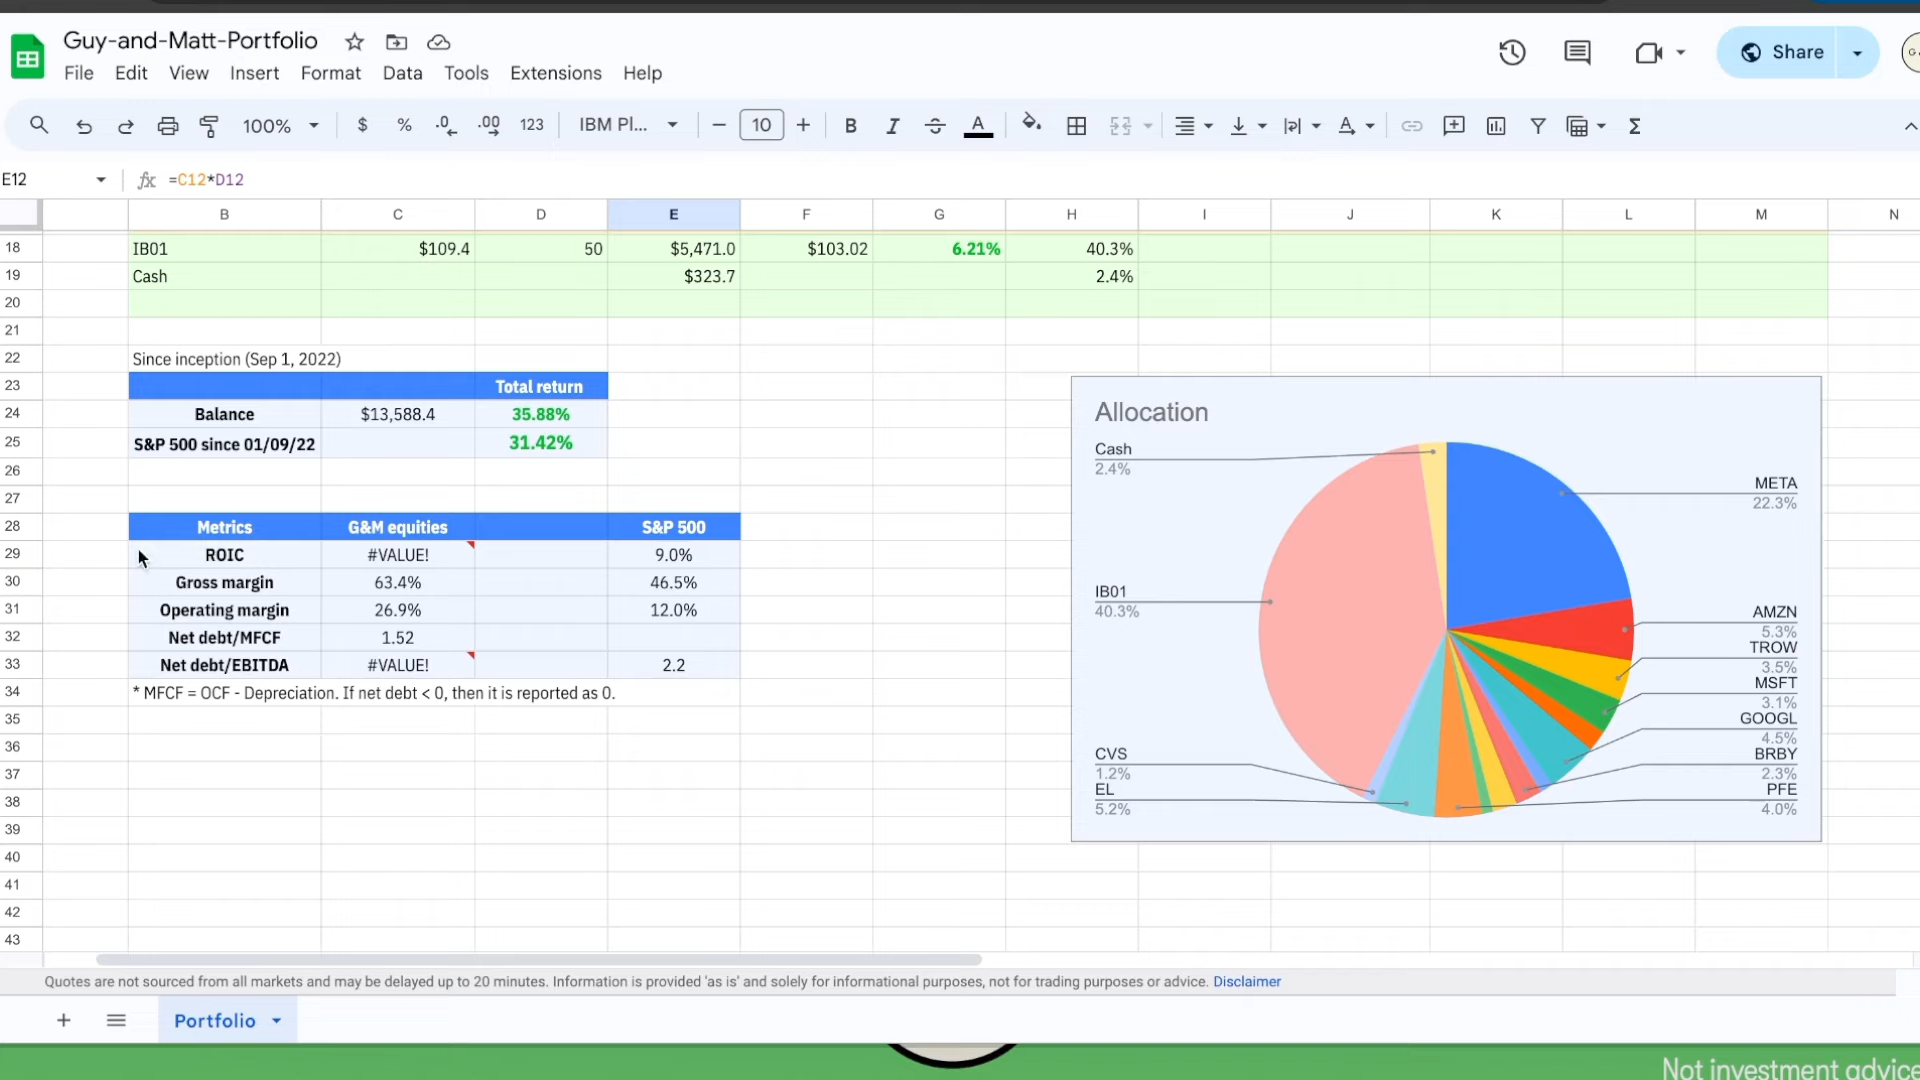 Guy-and-Matt-Portfolio
File Edit View Insert Format Data Tools Extensions Help
Share
100% $ % .0 .00 123 IBM Pl... 10 B I S A
E12 fx =C12*D12
B C D E F G H I J K L M N
18 IB01 $109.4 50 $5,471.0 $103.02 6.21% 40.3%
19 Cash $323.7 2.4%
20
21
22 Since inception (Sep 1, 2022)
23 Total return
24 Balance $13,588.4 35.88%
25 S&P 500 since 01/09/22 31.42%
26
27
28 Metrics G&M equities S&P 500
29 ROIC #VALUE! 9.0%
30 Gross margin 63.4% 46.5%
31 Operating margin 26.9% 12.0%
32 Net debt/MFCF 1.52
33 Net debt/EBITDA #VALUE! 2.2
34 * MFCF = OCF - Depreciation. If net debt < 0, then it is reported as 0.
35
36
37
38
39
40
41
42
43
Allocation
Cash
2.4%
META
22.3%
IB01
40.3%
AMZN
5.3%
TROW
3.5%
MSFT
3.1%
GOOGL
4.5%
CVS
1.2%
BRBY
2.3%
EL
5.2%
PFE
4.0%
Quotes are not sourced from all markets and may be delayed up to 20 minutes. Information is provided 'as is' and solely for informational purposes, not for trading purposes or advice. Disclaimer
Portfolio
Not investment advice